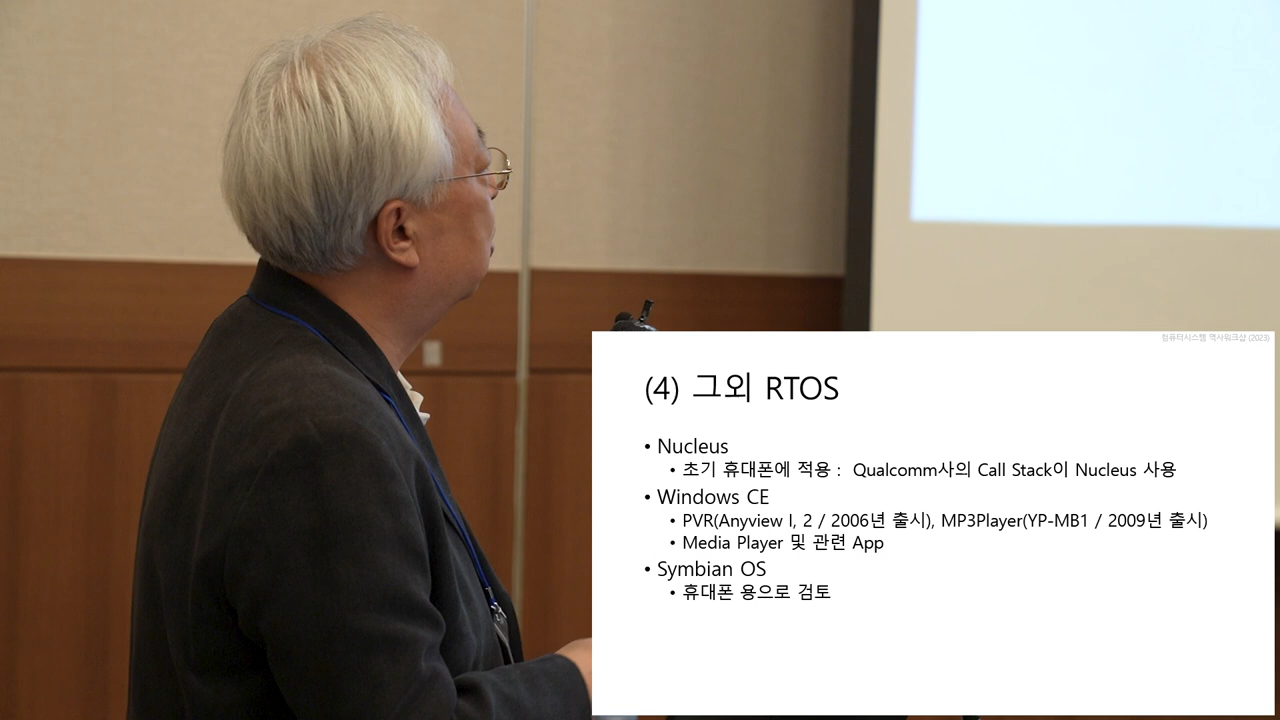 컴퓨터시스템 역사워크샵 (2023)
(4) 그외 RTOS
• Nucleus
• 초기 휴대폰에 적용 : Qualcomm사의 Call Stack이 Nucleus 사용
• Windows CE
• PVR(Anyview I, 2 / 2006년 출시), MP3Player(YP-MB1 / 2009년 출시)
• Media Player 및 관련 App
• Symbian OS
• 휴대폰 용으로 검토